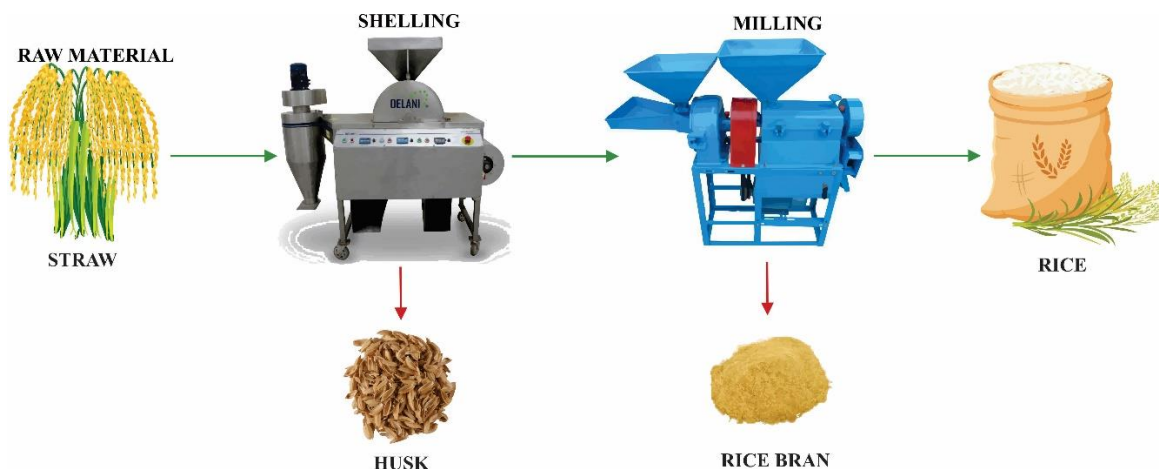 RAW MATERIAL
SHELLING
MILLING
DELANI
STRAW
RICE
HUSK
RICE BRAN